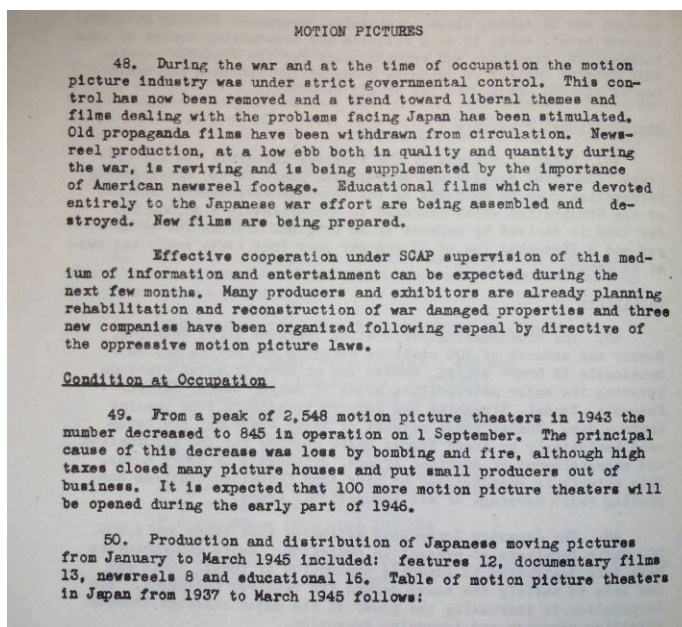 MOTION PICTURES
48. During the war and at the time of occupation the motion
picture industry was under strict governmental control. This con-
trol has now been removed and a trend toward liberal themes and
films dealing with the problems facing Japan has been stimulated.
Old propaganda films have been withdrawn from circulation. News-
reel production, at a low ebb both in quality and quantity during
the war, is reviving and is being supplemented by the importance
of American newsreel footage. Educational films which were devoted
entirely to the Japanese war effort are being assembled and de-
stroyed. New films are being prepared.
Effective cooperation under SCAP supervision of this med-
ium of information and entertainment can be expected during the
next few months. Many producers and exhibitors are already planning
rehabilitation and reconstruction of war damaged properties and three
new companies have been organized following repeal by directive of
the oppressive motion picture laws.
Condition at Occupation
49. From a peak of 2,548 motion picture theaters in 1943 the
number decreased to 845 in operation on 1 September. The principal
cause of this decrease was loss by bombing and fire, although high
taxes closed many picture houses and put small producers out of
business. It is expected that 100 more motion picture theaters will
be opened during the early part of 1946.
50. Production and distribution of Japanese moving pictures
from January to March 1945 included: features 12, documentary films
13, newsreels 8 and educational 16. Table of motion picture theaters
in Japan from 1937 to March 1945 follows: